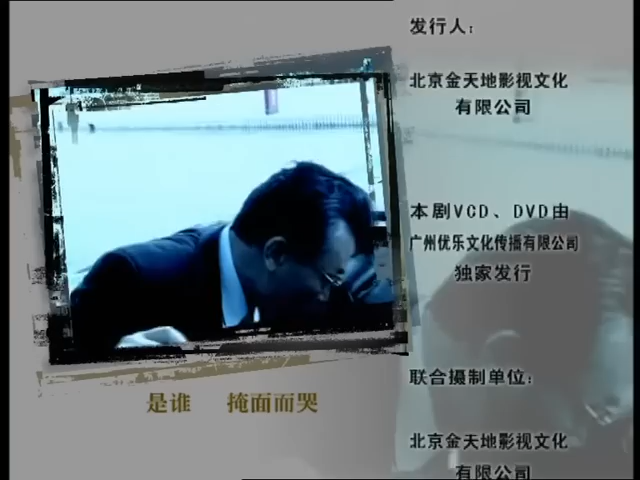 发行人：
北京金天地影视文化
有限公司
本剧VCD、DVD由
广州优乐文化传播有限公司
独家发行
联合摄制单位：
北京金天地影视文化
有限公司
是谁 掩面而哭